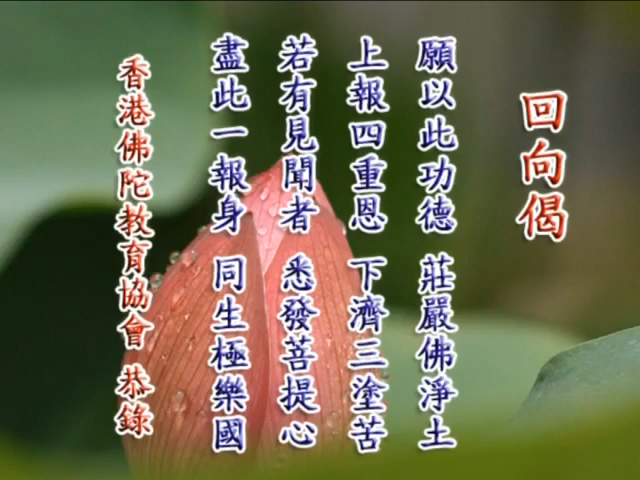 回向偈
願以此功德 莊嚴佛淨土
上報四重恩 下濟三塗苦
若有見聞者 悉發菩提心
盡此一報身 同生極樂國
香港佛陀教育協會 恭錄